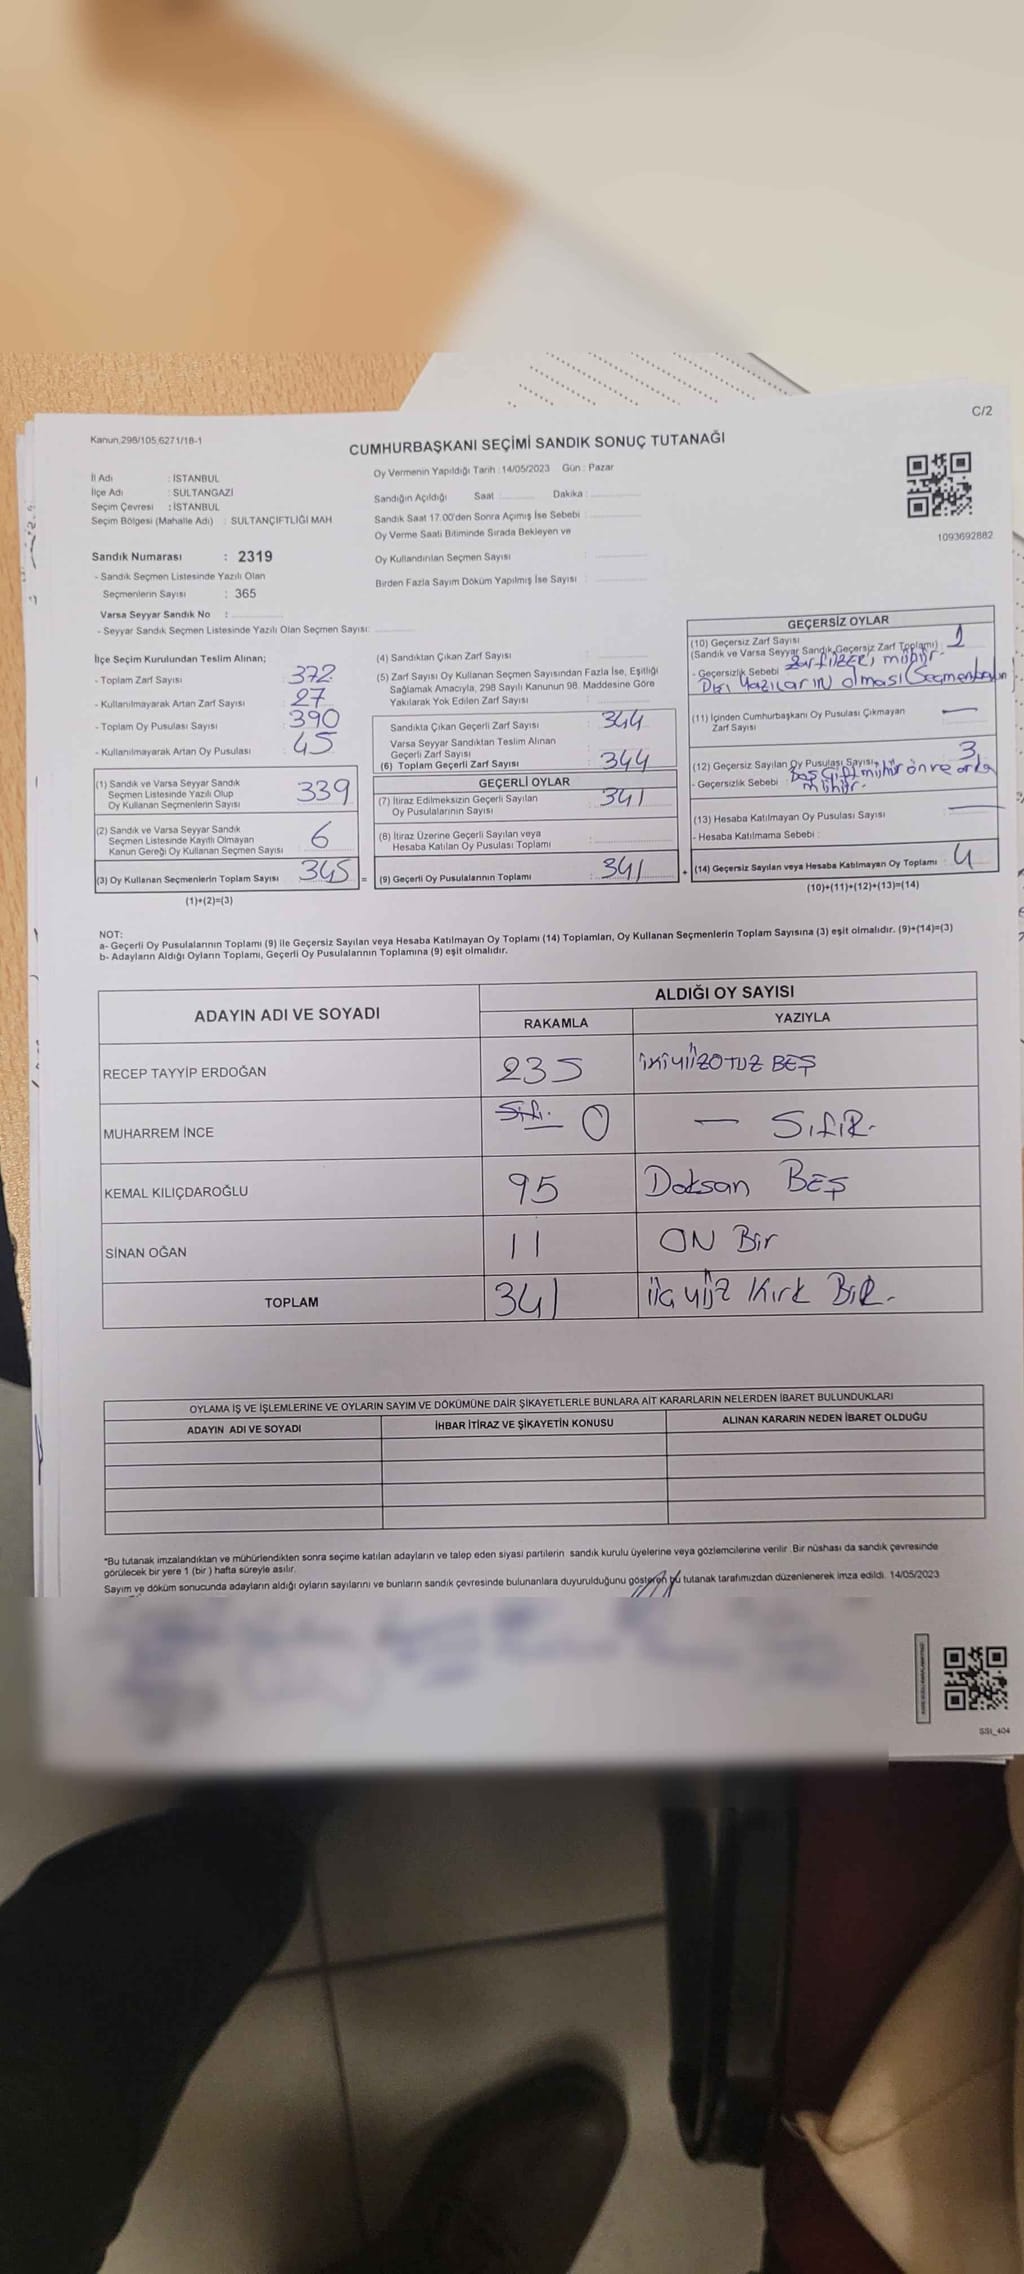 C/2
Kanun,298/105,6271/18-1
CUMHURBAŞKANI SEÇİMİ SANDIK SONUÇ TUTANAĞI
İl Adı : İSTANBUL
İlçe Adı : SULTANGAZİ
Seçim Çevresi : İSTANBUL
Seçim Bölgesi (Mahalle Adı) : SULTANÇİFTLİĞİ MAH
Sandık Numarası : 2319
- Sandık Seçmen Listesinde Yazılı Olan
Seçmenlerin Sayısı : 365
Varsa Seyyar Sandık No :
- Seyyar Sandık Seçmen Listesinde Yazılı Olan Seçmen Sayısı:
Oy Vermenin Yapıldığı Tarih : 14/05/2023 Gün : Pazar
Sandığın Açıldığı Saat Dakika :
Sandık Saat 17.00'den Sonra Açmış İse Sebebi :
Oy Verme Saati Bitiminde Sırada Bekleyen ve
Oy Kullandırılan Seçmen Sayısı :
Birden Fazla Sayım Döküm Yapılmış İse Sayısı :
1093692882
İlçe Seçim Kurulundan Teslim Alınan;
- Toplam Zarf Sayısı : 372
- Kullanılmayarak Artan Zarf Sayısı : 27
- Toplam Oy Pusulası Sayısı : 390
- Kullanılmayarak Artan Oy Pusulası : 45
(1) Sandık ve Varsa Seyyar Sandık
Seçmen Listesinde Yazılı Olup
Oy Kullanan Seçmenlerin Sayısı : 339
(2) Sandık ve Varsa Seyyar Sandık
Seçmen Listesinde Kayıtlı Olmayan
Kanun Gereği Oy Kullanan Seçmen Sayısı : 6
(3) Oy Kullanan Seçmenlerin Toplam Sayısı : 345 =
(1)+(2)=(3)
(4) Sandıktan Çıkan Zarf Sayısı :
(5) Zarf Sayısı Oy Kullanan Seçmen Sayısından Fazla İse, Eşitliği
Sağlamak Amacıyla, 298 Sayılı Kanunun 98. Maddesine Göre
Yakılarak Yok Edilen Zarf Sayısı :
Sandıkta Çıkan Geçerli Zarf Sayısı : 344
Varsa Seyyar Sandıktan Teslim Alınan
Geçerli Zarf Sayısı
(6) Toplam Geçerli Zarf Sayısı : 344
GEÇERLİ OYLAR
(7) İtiraz Edilmeksizin Geçerli Sayılan
Oy Pusulalarının Sayısı : 341
(8) İtiraz Üzerine Geçerli Sayılan veya
Hesaba Katılan Oy Pusulası Toplamı
(9) Geçerli Oy Pusulalarının Toplamı : 341 +
GEÇERSİZ OYLAR
(10) Geçersiz Zarf Sayısı
(Sandık ve Varsa Seyyar Sandık Geçersiz Zarf Toplamı) : 1
- Geçersizlik Sebebi Zarf üzeri mühür
Dışı Yazıların olması
(11) İçinden Cumhurbaşkanı Oy Pusulası Çıkmayan
Zarf Sayısı —
(12) Geçersiz Sayılan Oy Pusulası Sayısı 3
- Geçersizlik Sebebi : Boş çift mühür ön ve arka
mühür.
(13) Hesaba Katılmayan Oy Pusulası Sayısı —
- Hesaba Katılmama Sebebi :
(14) Geçersiz Sayılan veya Hesaba Katılmayan Oy Toplamı : 4
(10)+(11)+(12)+(13)=(14)
NOT:
a- Geçerli Oy Pusulalarının Toplamı (9) ile Geçersiz Sayılan veya Hesaba Katılmayan Oy Toplamı (14) Toplamları, Oy Kullanan Seçmenlerin Toplam Sayısına (3) eşit olmalıdır. (9)+(14)=(3)
b- Adayların Aldığı Oyların Toplamı, Geçerli Oy Pusulalarının Toplamına (9) eşit olmalıdır.
ADAYIN ADI VE SOYADI
ALDIĞI OY SAYISI
RAKAMLA YAZIYLA
RECEP TAYYİP ERDOĞAN 235 iKiYÜZOTUZ BEŞ
MUHARREM İNCE 0 — SıfıR.
KEMAL KILIÇDAROĞLU 95 Doksan BEŞ
SİNAN OĞAN 11 ON Bir
TOPLAM 341 üç yüz Kırk BiR.
OYLAMA İŞ VE İŞLEMLERİNE VE OYLARIN SAYIM VE DÖKÜMÜNE DAİR ŞİKAYETLERLE BUNLARA AİT KARARLARIN NELERDEN İBARET BULUNDUKLARI
ADAYIN ADI VE SOYADI İHBAR İTİRAZ VE ŞİKAYETİN KONUSU ALINAN KARARIN NEDEN İBARET OLDUĞU
*Bu tutanak imzalandıktan ve mühürlendikten sonra seçime katılan adayların ve talep eden siyasi partilerin sandık kurulu üyelerine veya gözlemcilerine verilir .Bir nüshası da sandık çevresinde
görülecek bir yere 1 (bir ) hafta süreyle asılır.
Sayım ve döküm sonucunda adayların aldığı oyların sayılarını ve bunların sandık çevresinde bulunanlara duyurulduğunu gösteren bu tutanak tarafımızdan düzenlenerek imza edildi. 14/05/2023
SSt_404